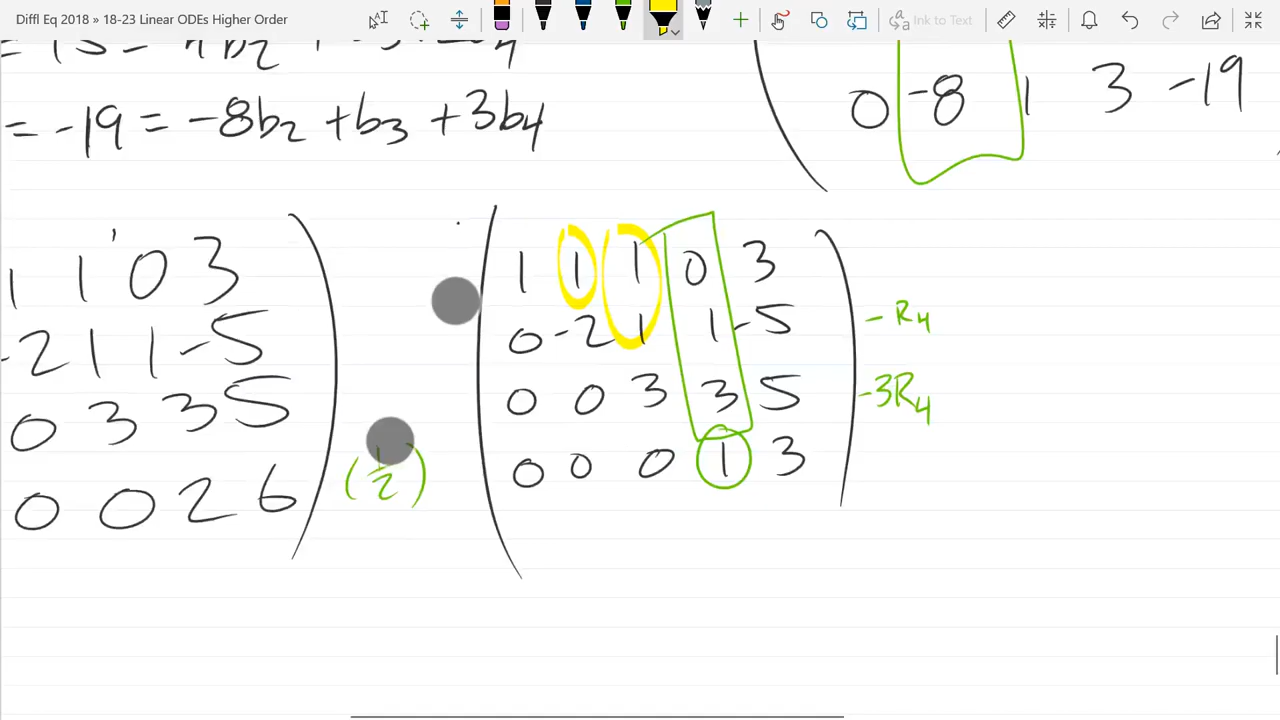 Diffl Eq 2018 » 18-23 Linear ODEs Higher Order
Ink to Text
= -19 = -8b2 + b3 + 3b4
0 -8 1 3 -19
1 1 0 3
-2 1 1 -5
0 3 3 5
0 0 2 6
(1/2)
1 1 1 0 3
0 -2 1 1 -5 -R4
0 0 3 3 5 -3R4
0 0 0 1 3